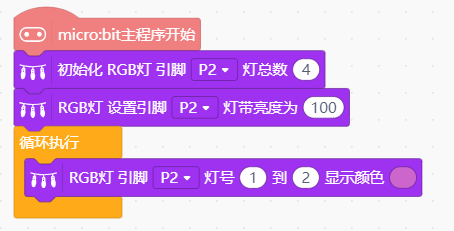 micro:bit主程序开始
初始化 RGB灯 引脚 P2 灯总数 4
RGB灯 设置引脚 P2 灯带亮度为 100
循环执行
RGB灯 引脚 P2 灯号 1 到 2 显示颜色